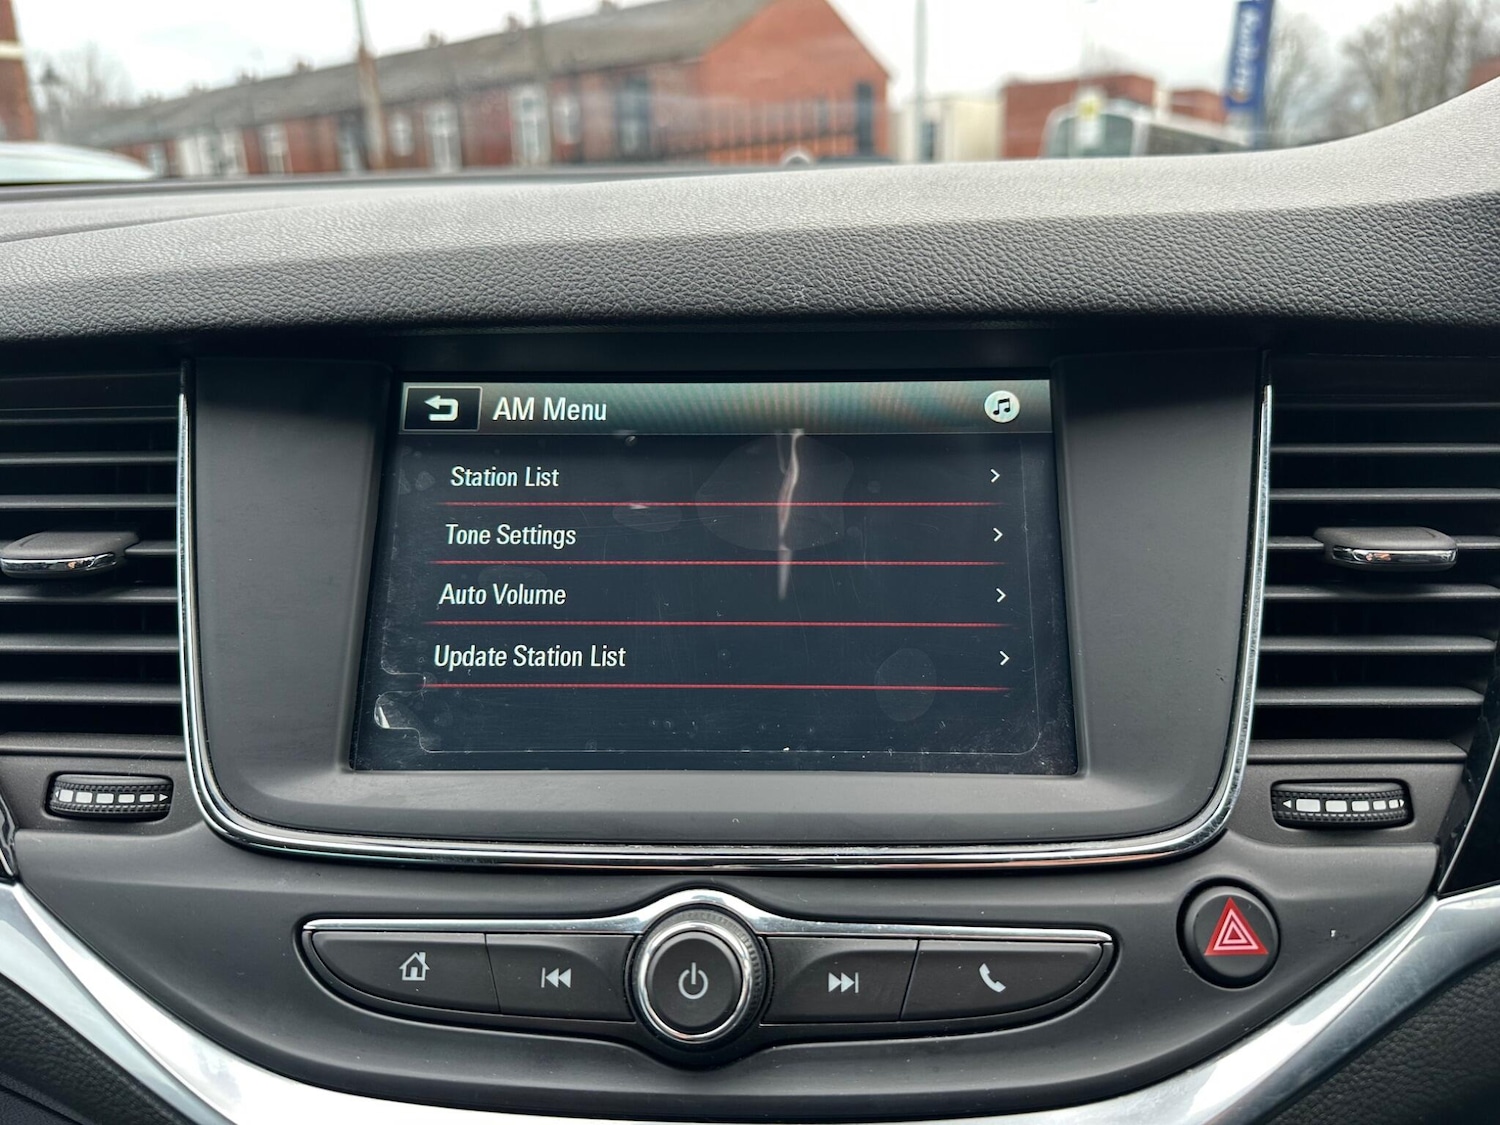 AM Menu
Station List
Tone Settings
Auto Volume
Update Station List